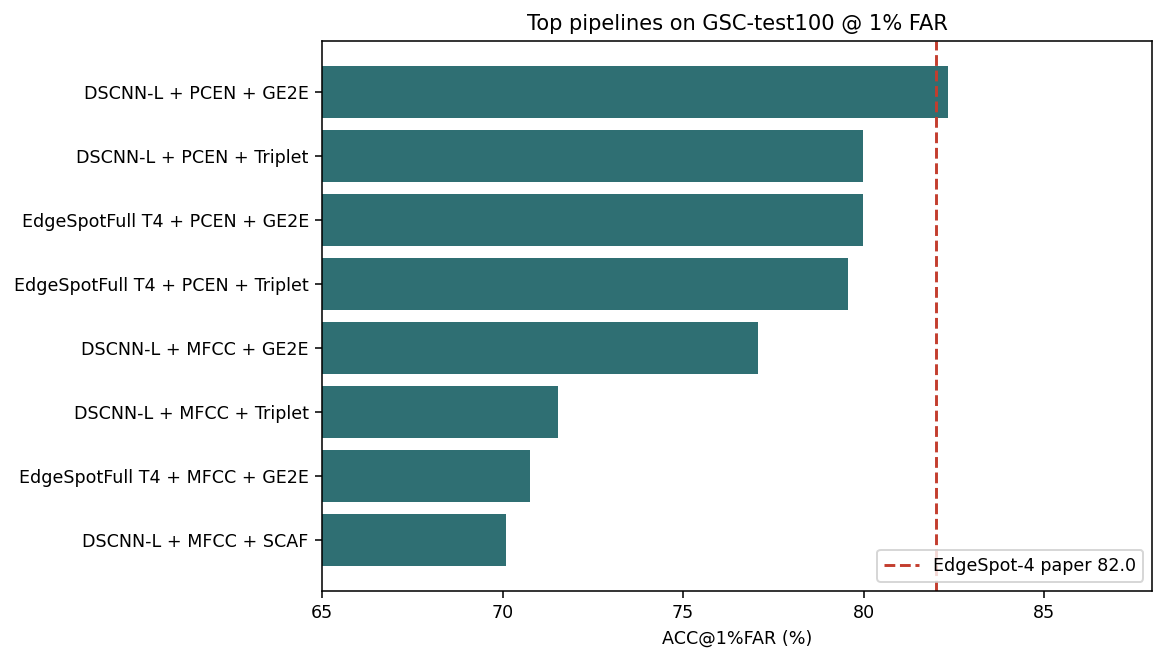 Top pipelines on GSC-test100 @ 1% FAR
DSCNN-L + PCEN + GE2E
DSCNN-L + PCEN + Triplet
EdgeSpotFull T4 + PCEN + GE2E
EdgeSpotFull T4 + PCEN + Triplet
DSCNN-L + MFCC + GE2E
DSCNN-L + MFCC + Triplet
EdgeSpotFull T4 + MFCC + GE2E
DSCNN-L + MFCC + SCAF
EdgeSpot-4 paper 82.0
65 70 75 80 85
ACC@1%FAR (%)